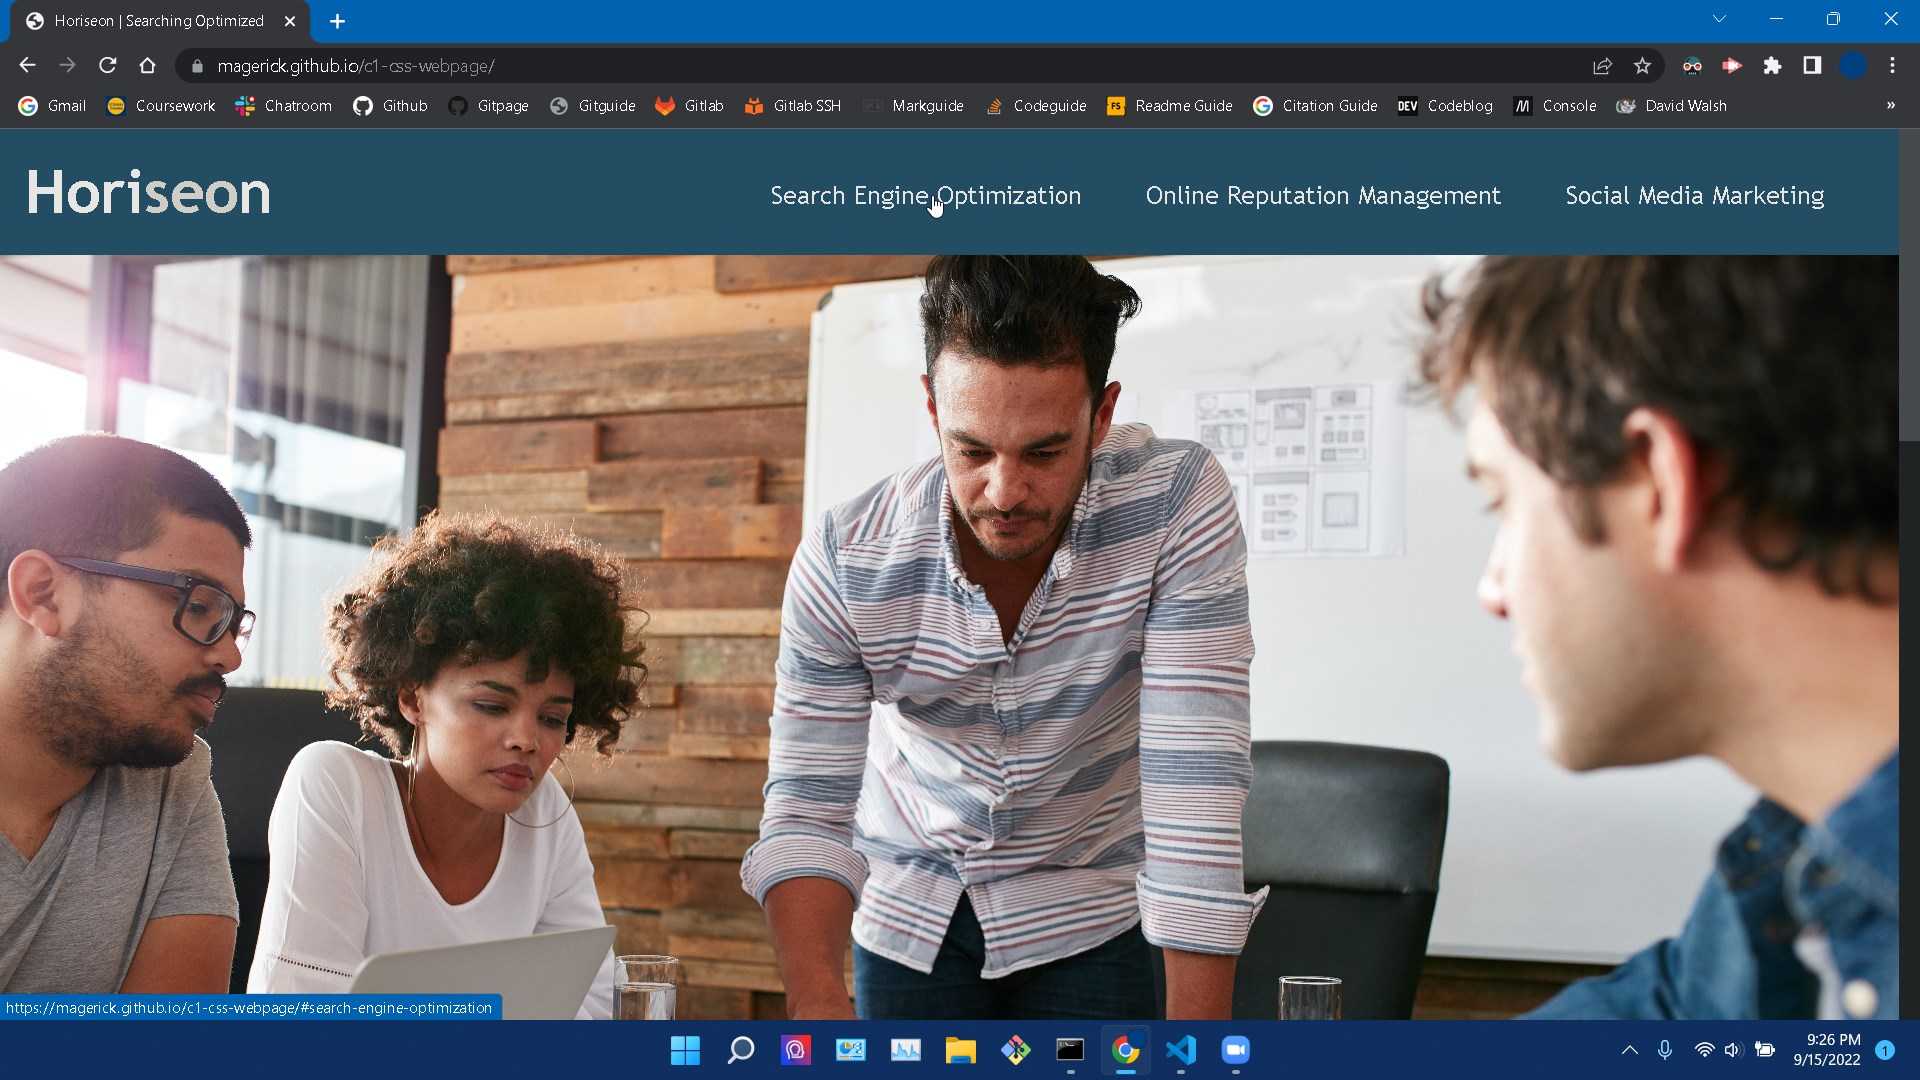 Horiseon | Searching Optimized
magerick.github.io/c1-css-webpage/
Gmail Coursework Chatroom Github Gitpage Gitguide Gitlab Gitlab SSH Markguide Codeguide FS Readme Guide Citation Guide DEV Codeblog Console David Walsh »
Horiseon Search Engine Optimization Online Reputation Management Social Media Marketing
https://magerick.github.io/c1-css-webpage/#search-engine-optimization
9:26 PM
9/15/2022
1